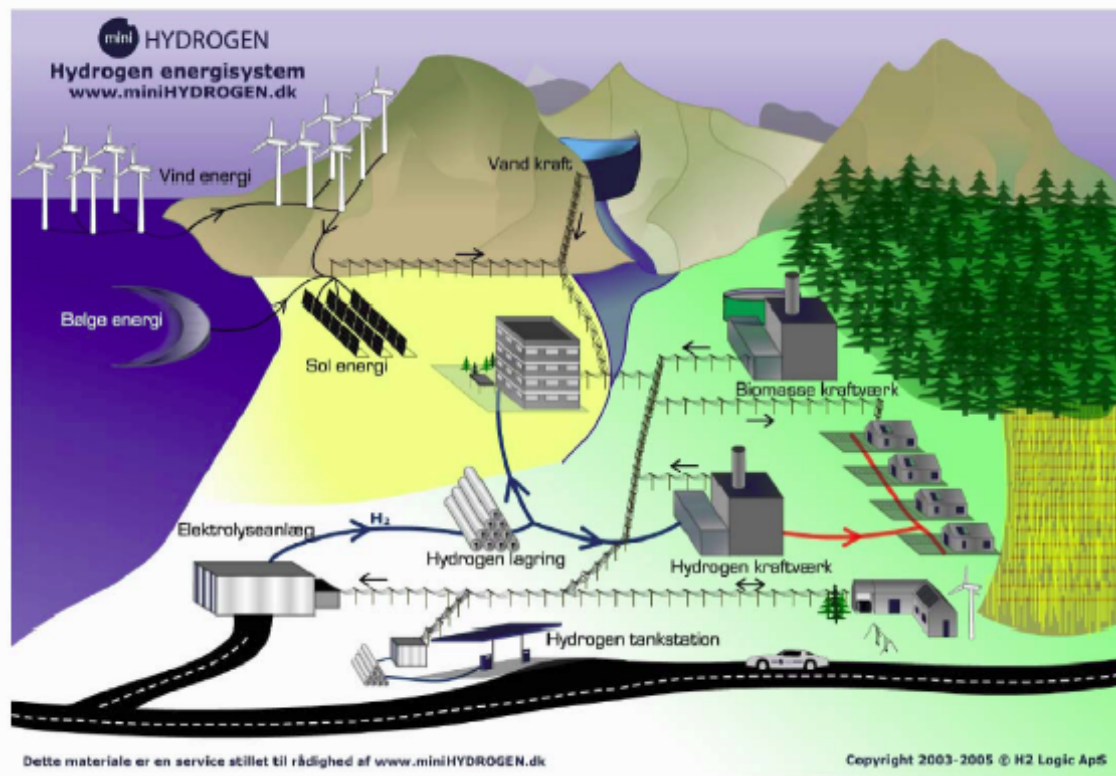 mini HYDROGEN
Hydrogen energisystem
www.miniHYDROGEN.dk
Vind energi
Vand kraft
Bølge energi
Sol energi
Biomasse kraftværk
H₂
Elektrolyseanlæg
Hydrogen lagring
Hydrogen kraftværk
Hydrogen tankstation
Dette materiale er en service stillet til rådighed af www.miniHYDROGEN.dk
Copyright 2003-2005 © H2 Logic ApS